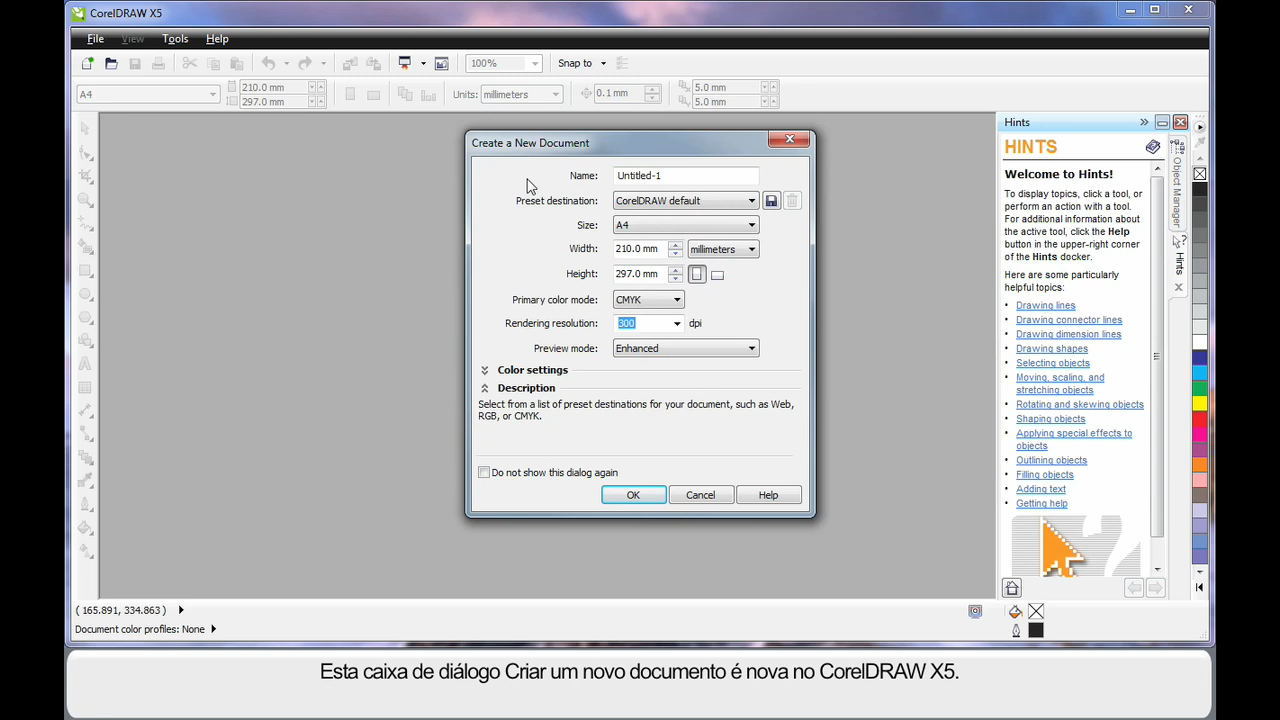 CorelDRAW X5
File View Tools Help
100% Snap to
A4 210.0 mm 297.0 mm Units: millimeters 0.1 mm 5.0 mm 5.0 mm
Create a New Document
Name: Untitled-1
Preset destination: CorelDRAW default
Size: A4
Width: 210.0 mm millimeters
Height: 297.0 mm
Primary color mode: CMYK
Rendering resolution: 300 dpi
Preview mode: Enhanced
Color settings
Description
Select from a list of preset destinations for your document, such as Web,
RGB, or CMYK.
Do not show this dialog again
OK Cancel Help
Hints
HINTS
Welcome to Hints!
To display topics, click a tool, or
perform an action with a tool.
For additional information about
the active tool, click the Help
button in the upper-right corner
of the Hints docker.
Here are some particularly
helpful topics:
• Drawing lines
• Drawing connector lines
• Drawing dimension lines
• Drawing shapes
• Selecting objects
• Moving, scaling, and
stretching objects
• Rotating and skewing objects
• Shaping objects
• Applying special effects to
objects
• Outlining objects
• Filling objects
• Adding text
• Getting help
Object Manager
Hints
( 165.891, 334.863 )
Document color profiles: None
Esta caixa de diálogo Criar um novo documento é nova no CorelDRAW X5.